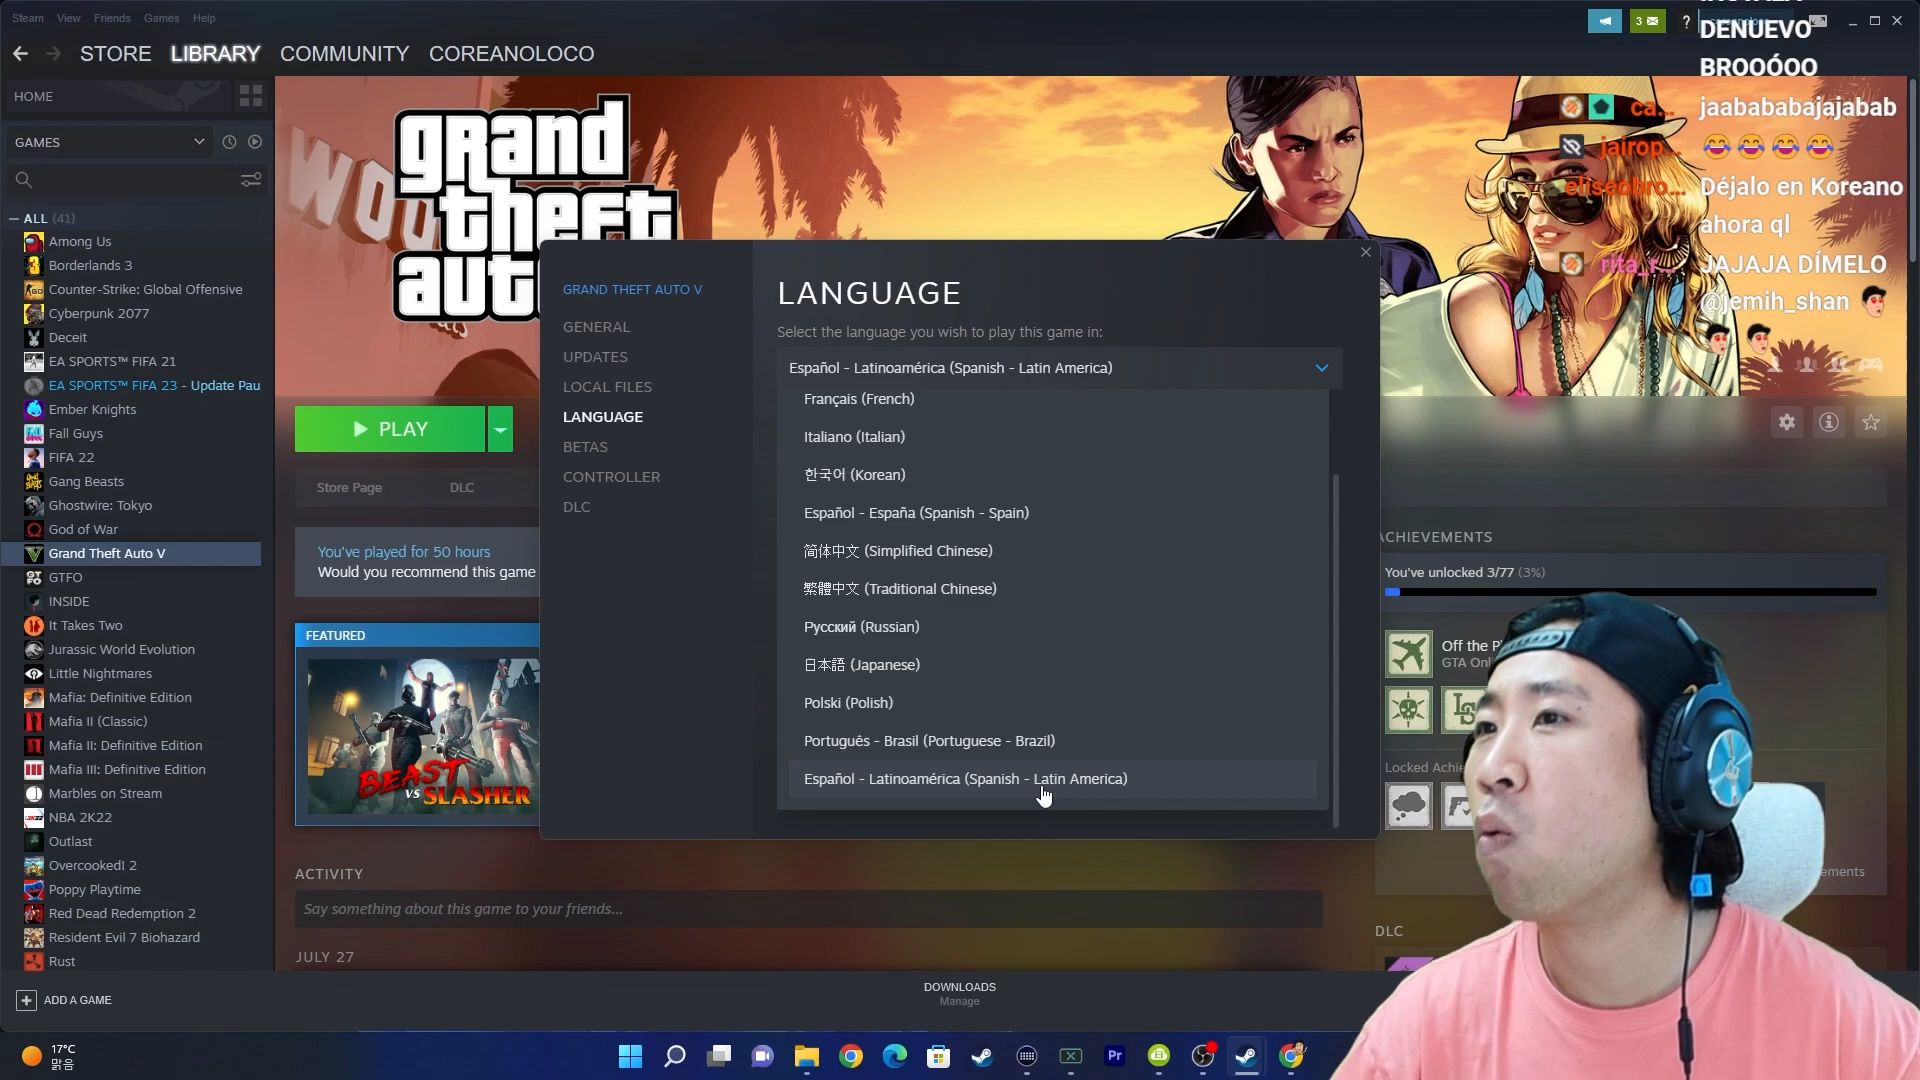 Steam View Friends Games Help
3
?
DENUEVO
BROOÓOO
STORE LIBRARY COMMUNITY COREANOLOCO
HOME
GAMES
ALL (41)
Among Us
Borderlands 3
Counter-Strike: Global Offensive
Cyberpunk 2077
Deceit
EA SPORTS™ FIFA 21
EA SPORTS™ FIFA 23 - Update Pau
Ember Knights
Fall Guys
FIFA 22
Gang Beasts
Ghostwire: Tokyo
God of War
Grand Theft Auto V
GTFO
INSIDE
It Takes Two
Jurassic World Evolution
Little Nightmares
Mafia: Definitive Edition
Mafia II (Classic)
Mafia II: Definitive Edition
Mafia III: Definitive Edition
Marbles on Stream
NBA 2K22
Outlast
Overcooked! 2
Poppy Playtime
Red Dead Redemption 2
Resident Evil 7 Biohazard
Rust
ADD A GAME
grand
theft
aut
ca... jaabababajajabab
jairop...
eliseobro... Déjalo en Koreano
ahora ql
rita_r... JAJAJA DÍMELO
@jemih_shan
PLAY
Store Page DLC
You've played for 50 hours
Would you recommend this game
FEATURED
BEAST
VS SLASHER
ACTIVITY
Say something about this game to your friends...
JULY 27
GRAND THEFT AUTO V
GENERAL
UPDATES
LOCAL FILES
LANGUAGE
BETAS
CONTROLLER
DLC
LANGUAGE
Select the language you wish to play this game in:
Español - Latinoamérica (Spanish - Latin America)
Français (French)
Italiano (Italian)
한국어 (Korean)
Español - España (Spanish - Spain)
简体中文 (Simplified Chinese)
繁體中文 (Traditional Chinese)
Русский (Russian)
日本語 (Japanese)
Polski (Polish)
Português - Brasil (Portuguese - Brazil)
Español - Latinoamérica (Spanish - Latin America)
ACHIEVEMENTS
You've unlocked 3/77 (3%)
Off the P
GTA Onl
LS
Locked Achie
ements
DLC
DOWNLOADS
Manage
17°C
맑음
Pr